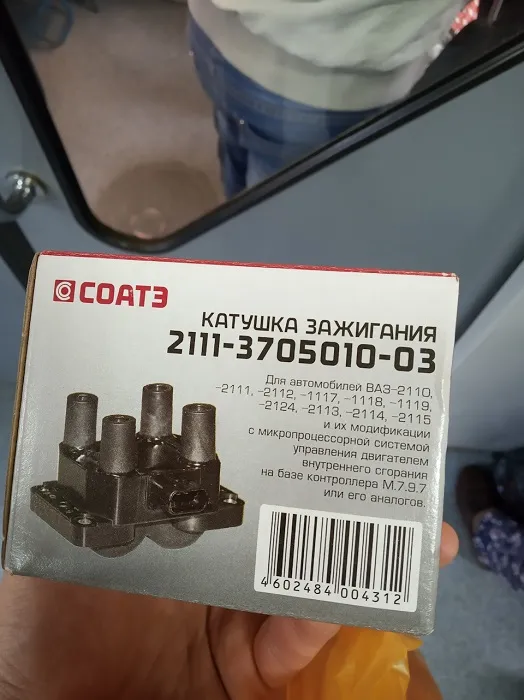 СОАТЭ
КАТУШКА ЗАЖИГАНИЯ
2111-3705010-03
Для автомобилей ВАЗ-2110,
-2111, -2112, -1117, -1118, -1119,
-2124, -2113, -2114, -2115
и их модификации
с микропроцессорной системой
управления двигателем
внутреннего сгорания
на базе контроллера М.7.9.7
или его аналогов.
4 602484 004312